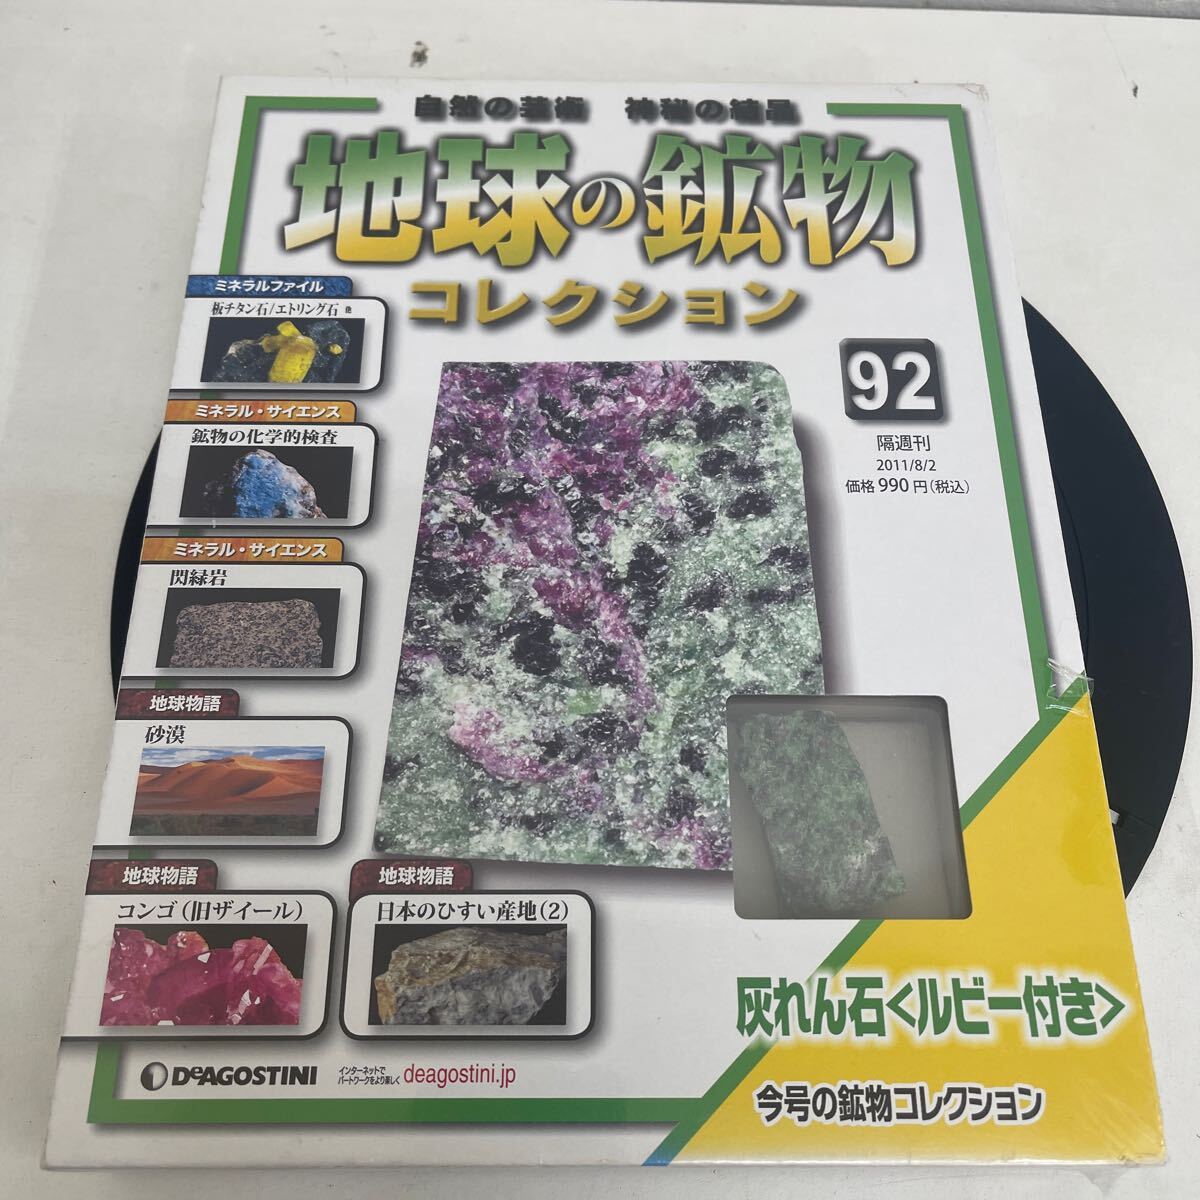 自然の芸術 神秘の結晶
地球の鉱物
コレクション
92
隔週刊
2011/8/2
価格 990 円(税込)
ミネラルファイル
板チタン石/エトリング石 他
ミネラル・サイエンス
鉱物の化学的検査
ミネラル・サイエンス
閃緑岩
地球物語
砂漠
地球物語
コンゴ(旧ザイール)
地球物語
日本のひすい産地(2)
灰れん石<ルビー付き>
今号の鉱物コレクション
DeAGOSTINI
インターネットで
パートワークをより楽しく
deagostini.jp